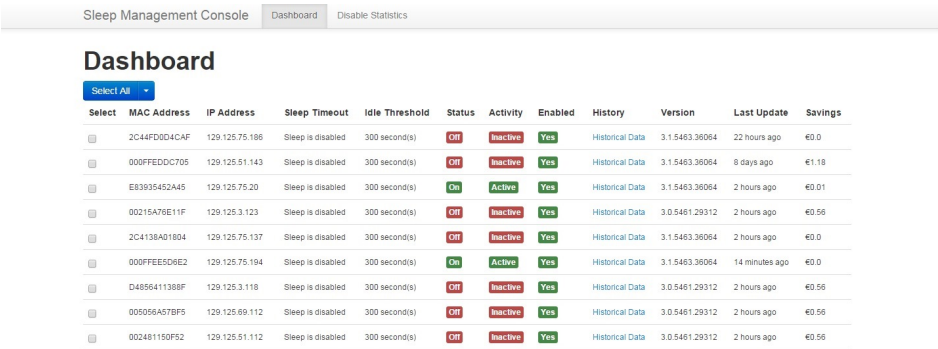 Sleep Management Console Dashboard Disable Statistics
Dashboard
Select All
Select MAC Address IP Address Sleep Timeout Idle Threshold Status Activity Enabled History Version Last Update Savings
2C44FD0D4CAF 129.125.75.186 Sleep is disabled 300 second(s) Off Inactive Yes Historical Data 3.1.5463.36064 22 hours ago €0.0
000FFEDDC705 129.125.51.143 Sleep is disabled 300 second(s) Off Inactive Yes Historical Data 3.1.5463.36064 8 days ago €1.18
E83935452A45 129.125.75.20 Sleep is disabled 300 second(s) On Active Yes Historical Data 3.1.5463.36064 2 hours ago €0.01
00215A76E11F 129.125.3.123 Sleep is disabled 300 second(s) Off Inactive Yes Historical Data 3.0.5461.29312 2 hours ago €0.56
2C4138A01804 129.125.75.137 Sleep is disabled 300 second(s) Off Inactive Yes Historical Data 3.1.5463.36064 2 hours ago €0.0
000FFEE5D6E2 129.125.75.194 Sleep is disabled 300 second(s) On Active Yes Historical Data 3.1.5463.36064 14 minutes ago €0.0
D4856411388F 129.125.3.118 Sleep is disabled 300 second(s) Off Inactive Yes Historical Data 3.0.5461.29312 2 hours ago €0.56
005056A57BF5 129.125.69.112 Sleep is disabled 300 second(s) Off Inactive Yes Historical Data 3.0.5461.29312 2 hours ago €0.56
002481150F52 129.125.51.112 Sleep is disabled 300 second(s) Off Inactive Yes Historical Data 3.0.5461.29312 2 hours ago €0.56